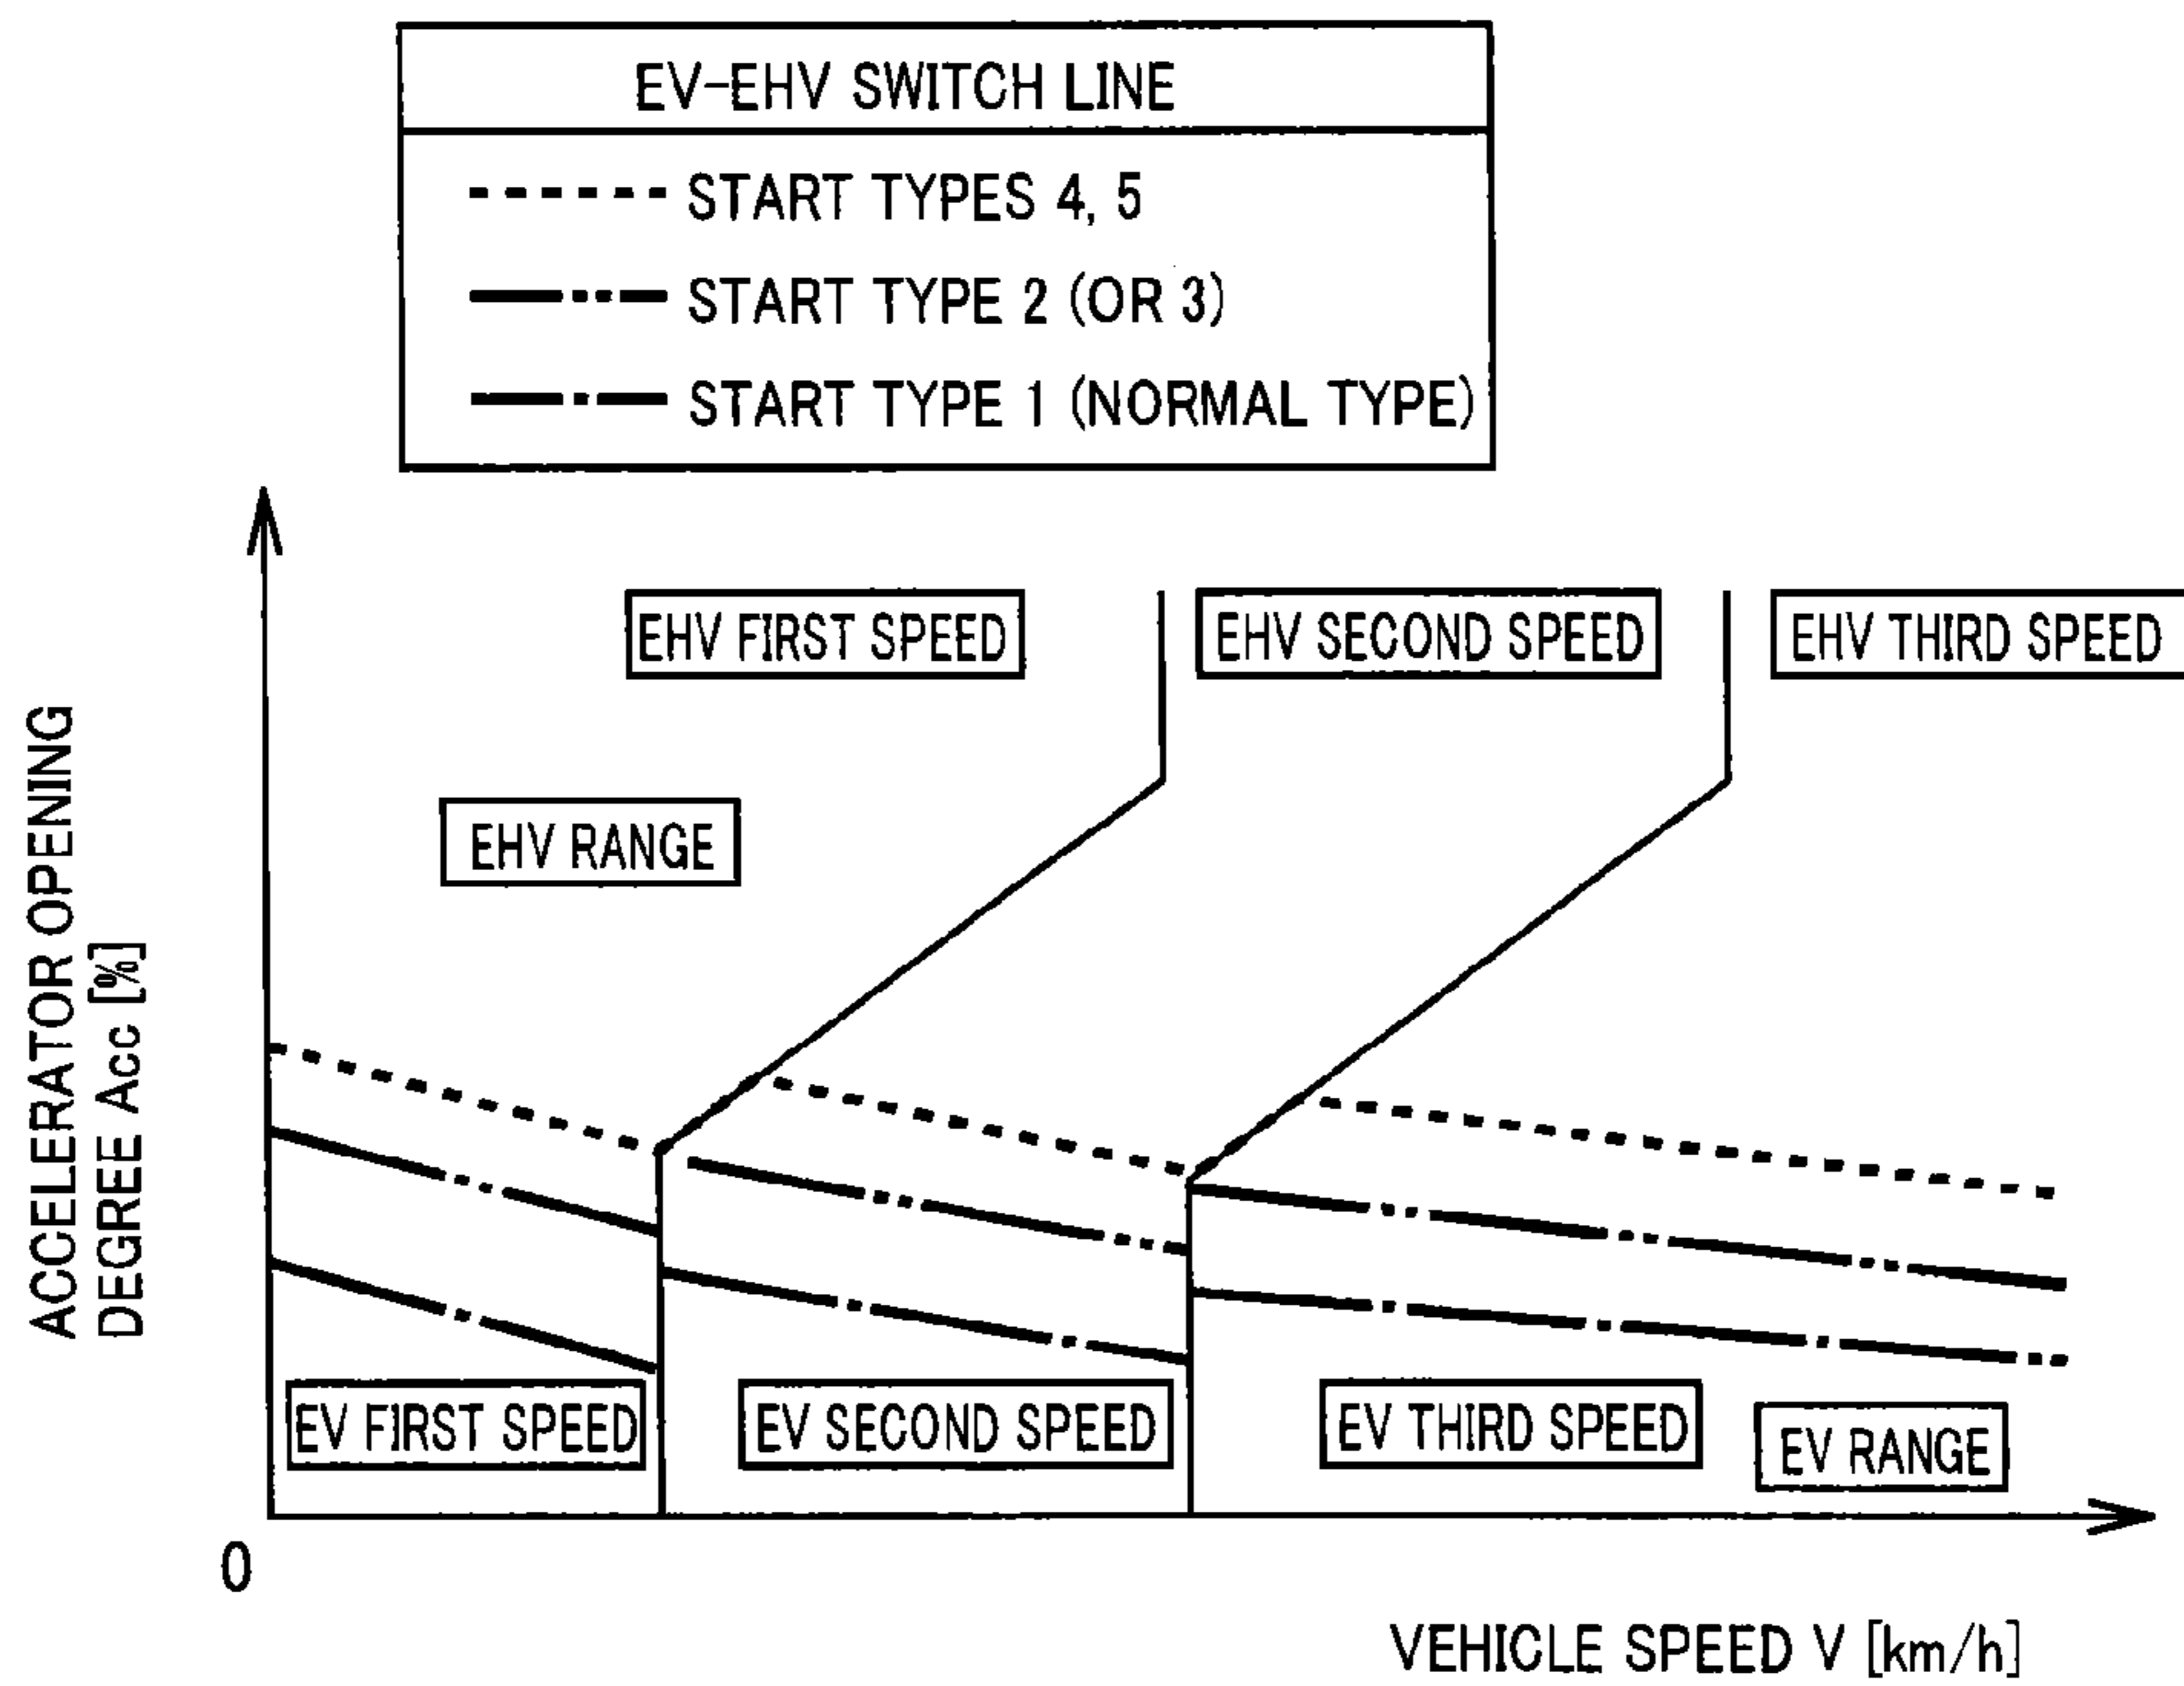 EV-EHV SWITCH LINE
START TYPES 4, 5
START TYPE 2 (OR 3)
START TYPE 1 (NORMAL TYPE)
EHV FIRST SPEED
EHV SECOND SPEED
EHV THIRD SPEED
EHV RANGE
ACCELERATOR OPENING
DEGREE Acc [%]
EV FIRST SPEED
EV SECOND SPEED
EV THIRD SPEED
EV RANGE
0
VEHICLE SPEED V [km/h]